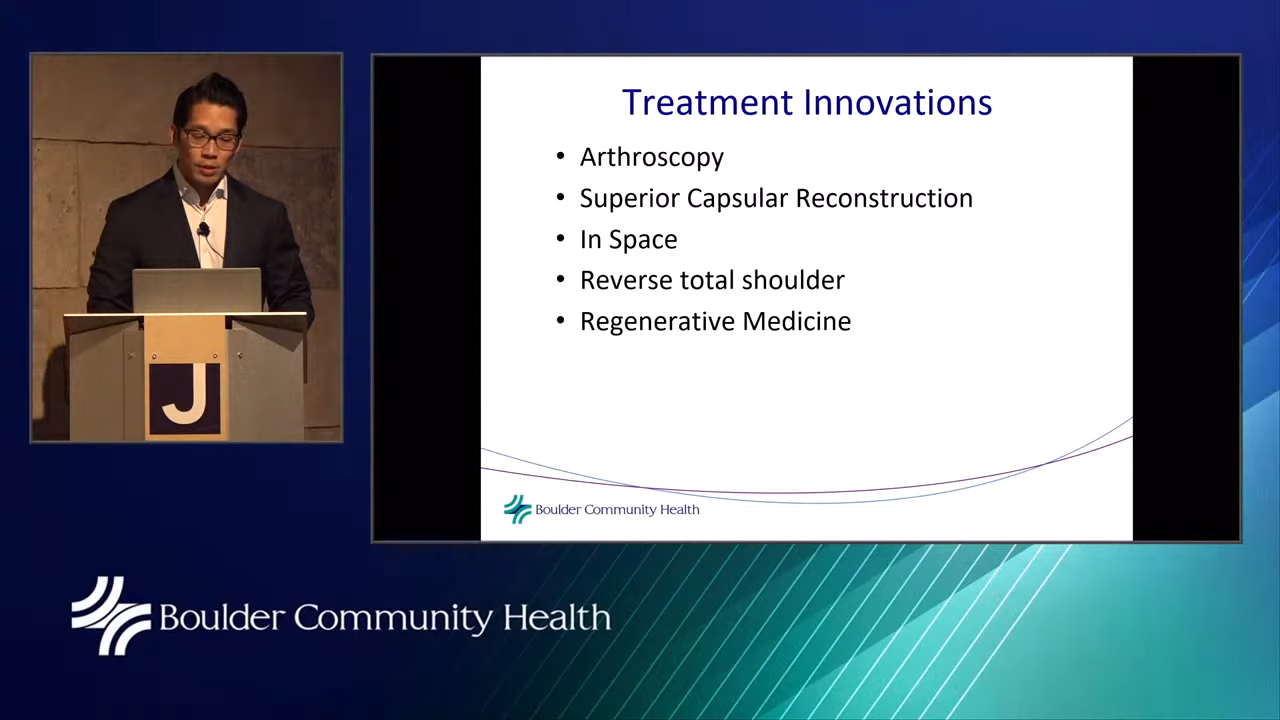 Treatment Innovations
• Arthroscopy
• Superior Capsular Reconstruction
• In Space
• Reverse total shoulder
• Regenerative Medicine
Boulder Community Health
J
Boulder Community Health